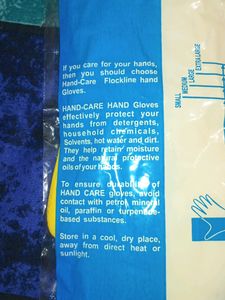 If you care for your hands,
then you should choose
Hand-Care Flockline hand
Gloves.
HAND-CARE HAND Gloves
effectively protect your
hands from detergents,
household chemicals,
Solvents, hot water and dirt.
They help retain moisture
and the natural protective
oils of your hands.
To ensure durability of
HAND CARE gloves, avoid
contact with petrol, mineral
oil, paraffin or turpentine-
based substances.
Store in a cool, dry place,
away from direct heat or
sunlight.
SMALL
MEDIUM
LARGE
EXTRA LARGE